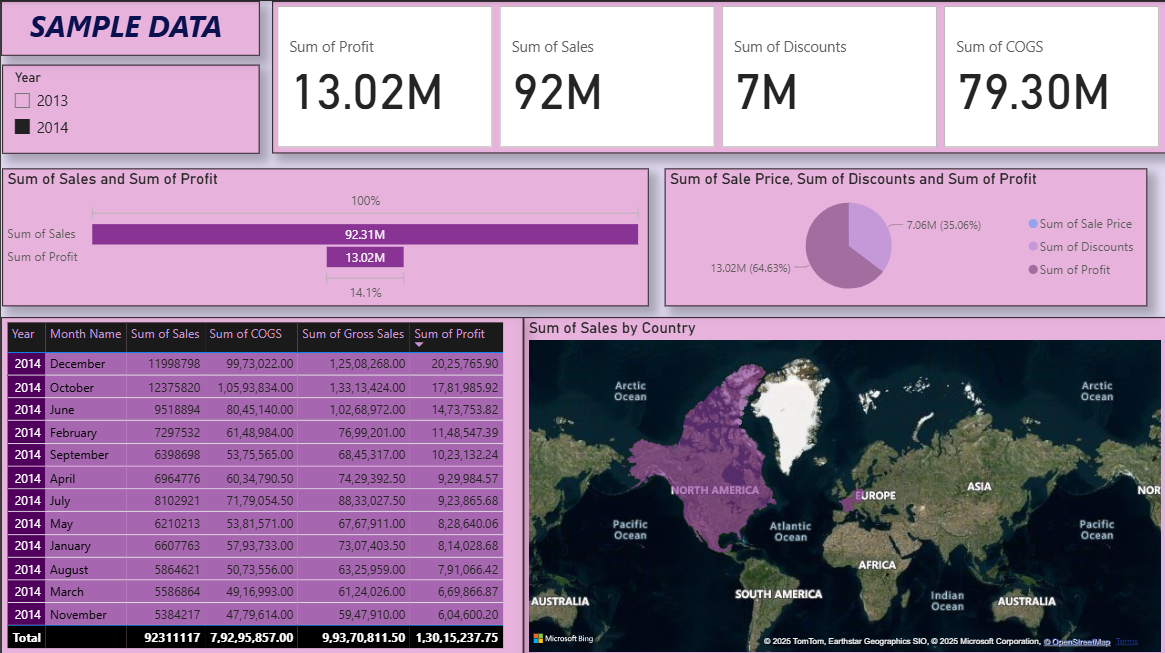 SAMPLE DATA
Year
2013
2014
Sum of Profit
13.02M
Sum of Sales
92M
Sum of Discounts
7M
Sum of COGS
79.30M
Sum of Sales and Sum of Profit
100%
Sum of Sales 92.31M
Sum of Profit 13.02M
14.1%
Sum of Sale Price, Sum of Discounts and Sum of Profit
7.06M (35.06%)
13.02M (64.63%)
Sum of Sale Price
Sum of Discounts
Sum of Profit
Year Month Name Sum of Sales Sum of COGS Sum of Gross Sales Sum of Profit
2014 December 11998798 99,73,022.00 1,25,08,268.00 20,25,765.90
2014 October 12375820 1,05,93,834.00 1,33,13,424.00 17,81,985.92
2014 June 9518894 80,45,140.00 1,02,68,972.00 14,73,753.82
2014 February 7297532 61,48,984.00 76,99,201.00 11,48,547.39
2014 September 6398698 53,75,565.00 68,45,317.00 10,23,132.24
2014 April 6964776 60,34,790.50 74,29,392.50 9,29,984.57
2014 July 8102921 71,79,054.50 88,33,027.50 9,23,865.68
2014 May 6210213 53,81,571.00 67,67,911.00 8,28,640.06
2014 January 6607763 57,93,733.00 73,07,403.50 8,14,028.68
2014 August 5864621 50,73,556.00 63,25,959.00 7,91,066.42
2014 March 5586864 49,16,993.00 61,24,026.00 6,69,866.87
2014 November 5384217 47,79,614.00 59,47,910.00 6,04,600.20
Total 92311117 7,92,95,857.00 9,93,70,811.50 1,30,15,237.75
Sum of Sales by Country
Arctic
Ocean
Arctic
Ocean
NORTH AMERICA
EUROPE
ASIA
NOR
Pacific
Ocean
Atlantic
Ocean
Pacific
Ocean
AFRICA
SOUTH AMERICA
Indian
Ocean
AUSTRALIA
AUSTRALIA
Microsoft Bing
© 2025 TomTom, Earthstar Geographics SIO, © 2025 Microsoft Corporation, © OpenStreetMap Terms